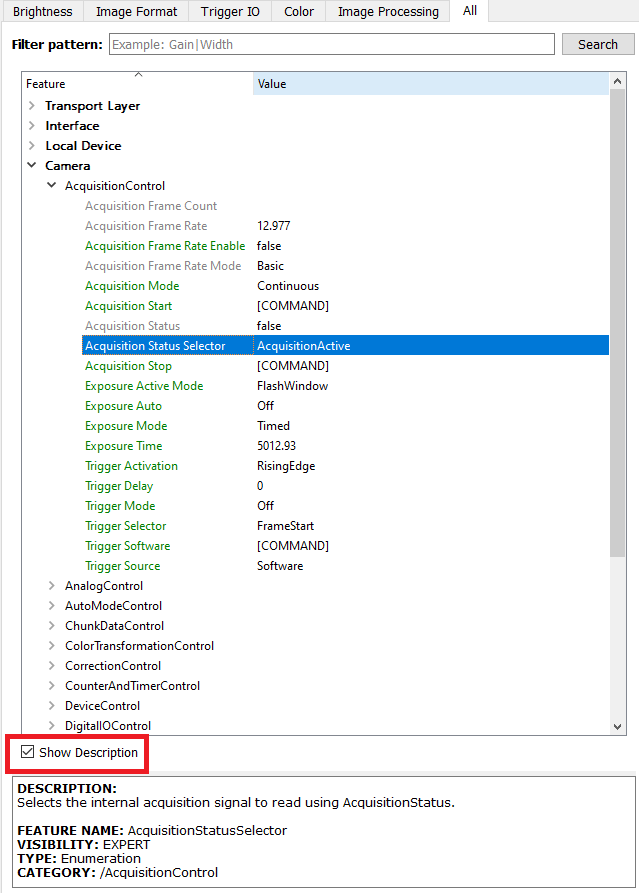 Brightness Image Format Trigger IO Color Image Processing All
Filter pattern: Example: Gain|Width Search
Feature Value
Transport Layer
Interface
Local Device
Camera
AcquisitionControl
Acquisition Frame Count
Acquisition Frame Rate 12.977
Acquisition Frame Rate Enable false
Acquisition Frame Rate Mode Basic
Acquisition Mode Continuous
Acquisition Start [COMMAND]
Acquisition Status false
Acquisition Status Selector AcquisitionActive
Acquisition Stop [COMMAND]
Exposure Active Mode FlashWindow
Exposure Auto Off
Exposure Mode Timed
Exposure Time 5012.93
Trigger Activation RisingEdge
Trigger Delay 0
Trigger Mode Off
Trigger Selector FrameStart
Trigger Software [COMMAND]
Trigger Source Software
AnalogControl
AutoModeControl
ChunkDataControl
ColorTransformationControl
CorrectionControl
CounterAndTimerControl
DeviceControl
DigitalIOControl
Show Description
DESCRIPTION:
Selects the internal acquisition signal to read using AcquisitionStatus.
FEATURE NAME: AcquisitionStatusSelector
VISIBILITY: EXPERT
TYPE: Enumeration
CATEGORY: /AcquisitionControl